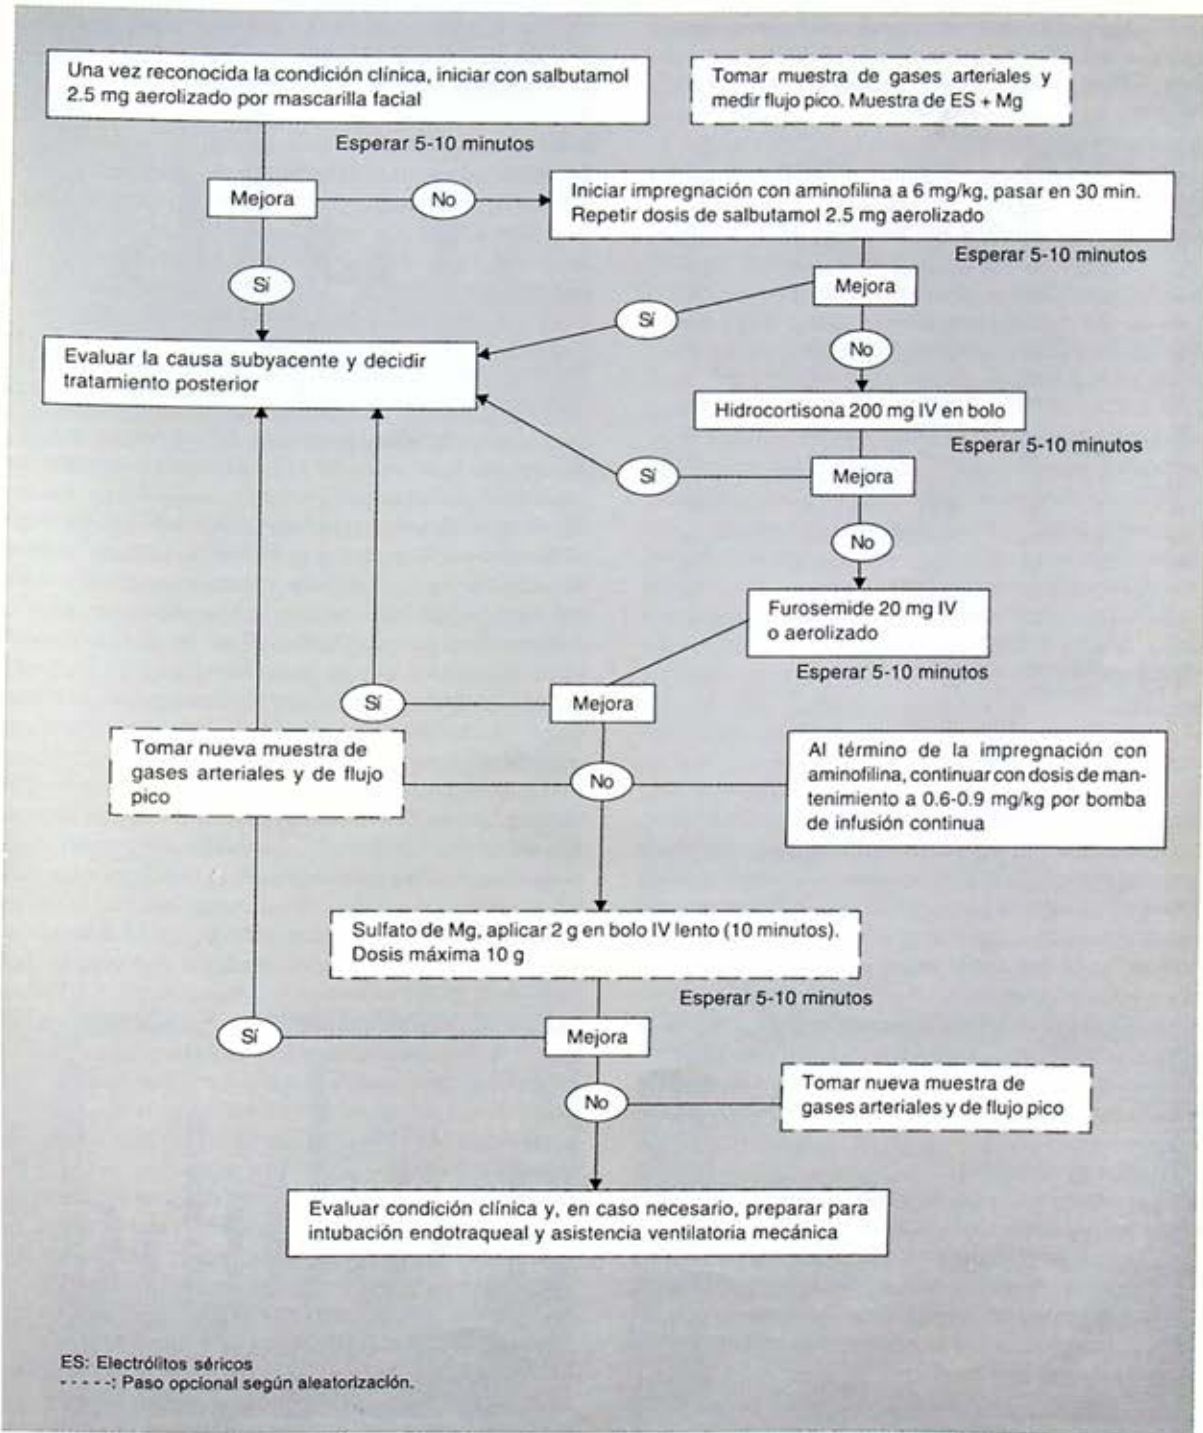 Una vez reconocida la condición clínica, iniciar con salbutamol
2.5 mg aerolizado por mascarilla facial
Tomar muestra de gases arteriales y
medir flujo pico. Muestra de ES + Mg
Esperar 5-10 minutos
Mejora
No
Iniciar impregnación con aminofilina a 6 mg/kg, pasar en 30 min.
Repetir dosis de salbutamol 2.5 mg aerolizado
Esperar 5-10 minutos
Sí
Mejora
Sí
No
Evaluar la causa subyacente y decidir
tratamiento posterior
Hidrocortisona 200 mg IV en bolo
Esperar 5-10 minutos
Sí
Mejora
No
Furosemide 20 mg IV
o aerolizado
Esperar 5-10 minutos
Sí
Mejora
Tomar nueva muestra de
gases arteriales y de flujo
pico
No
Al término de la impregnación con
aminofilina, continuar con dosis de man-
tenimiento a 0.6-0.9 mg/kg por bomba
de infusión continua
Sulfato de Mg, aplicar 2 g en bolo IV lento (10 minutos).
Dosis máxima 10 g
Esperar 5-10 minutos
Sí
Mejora
No
Tomar nueva muestra de
gases arteriales y de flujo pico
Evaluar condición clínica y, en caso necesario, preparar para
intubación endotraqueal y asistencia ventilatoria mecánica
ES: Electrólitos séricos
- - - - -: Paso opcional según aleatorización.